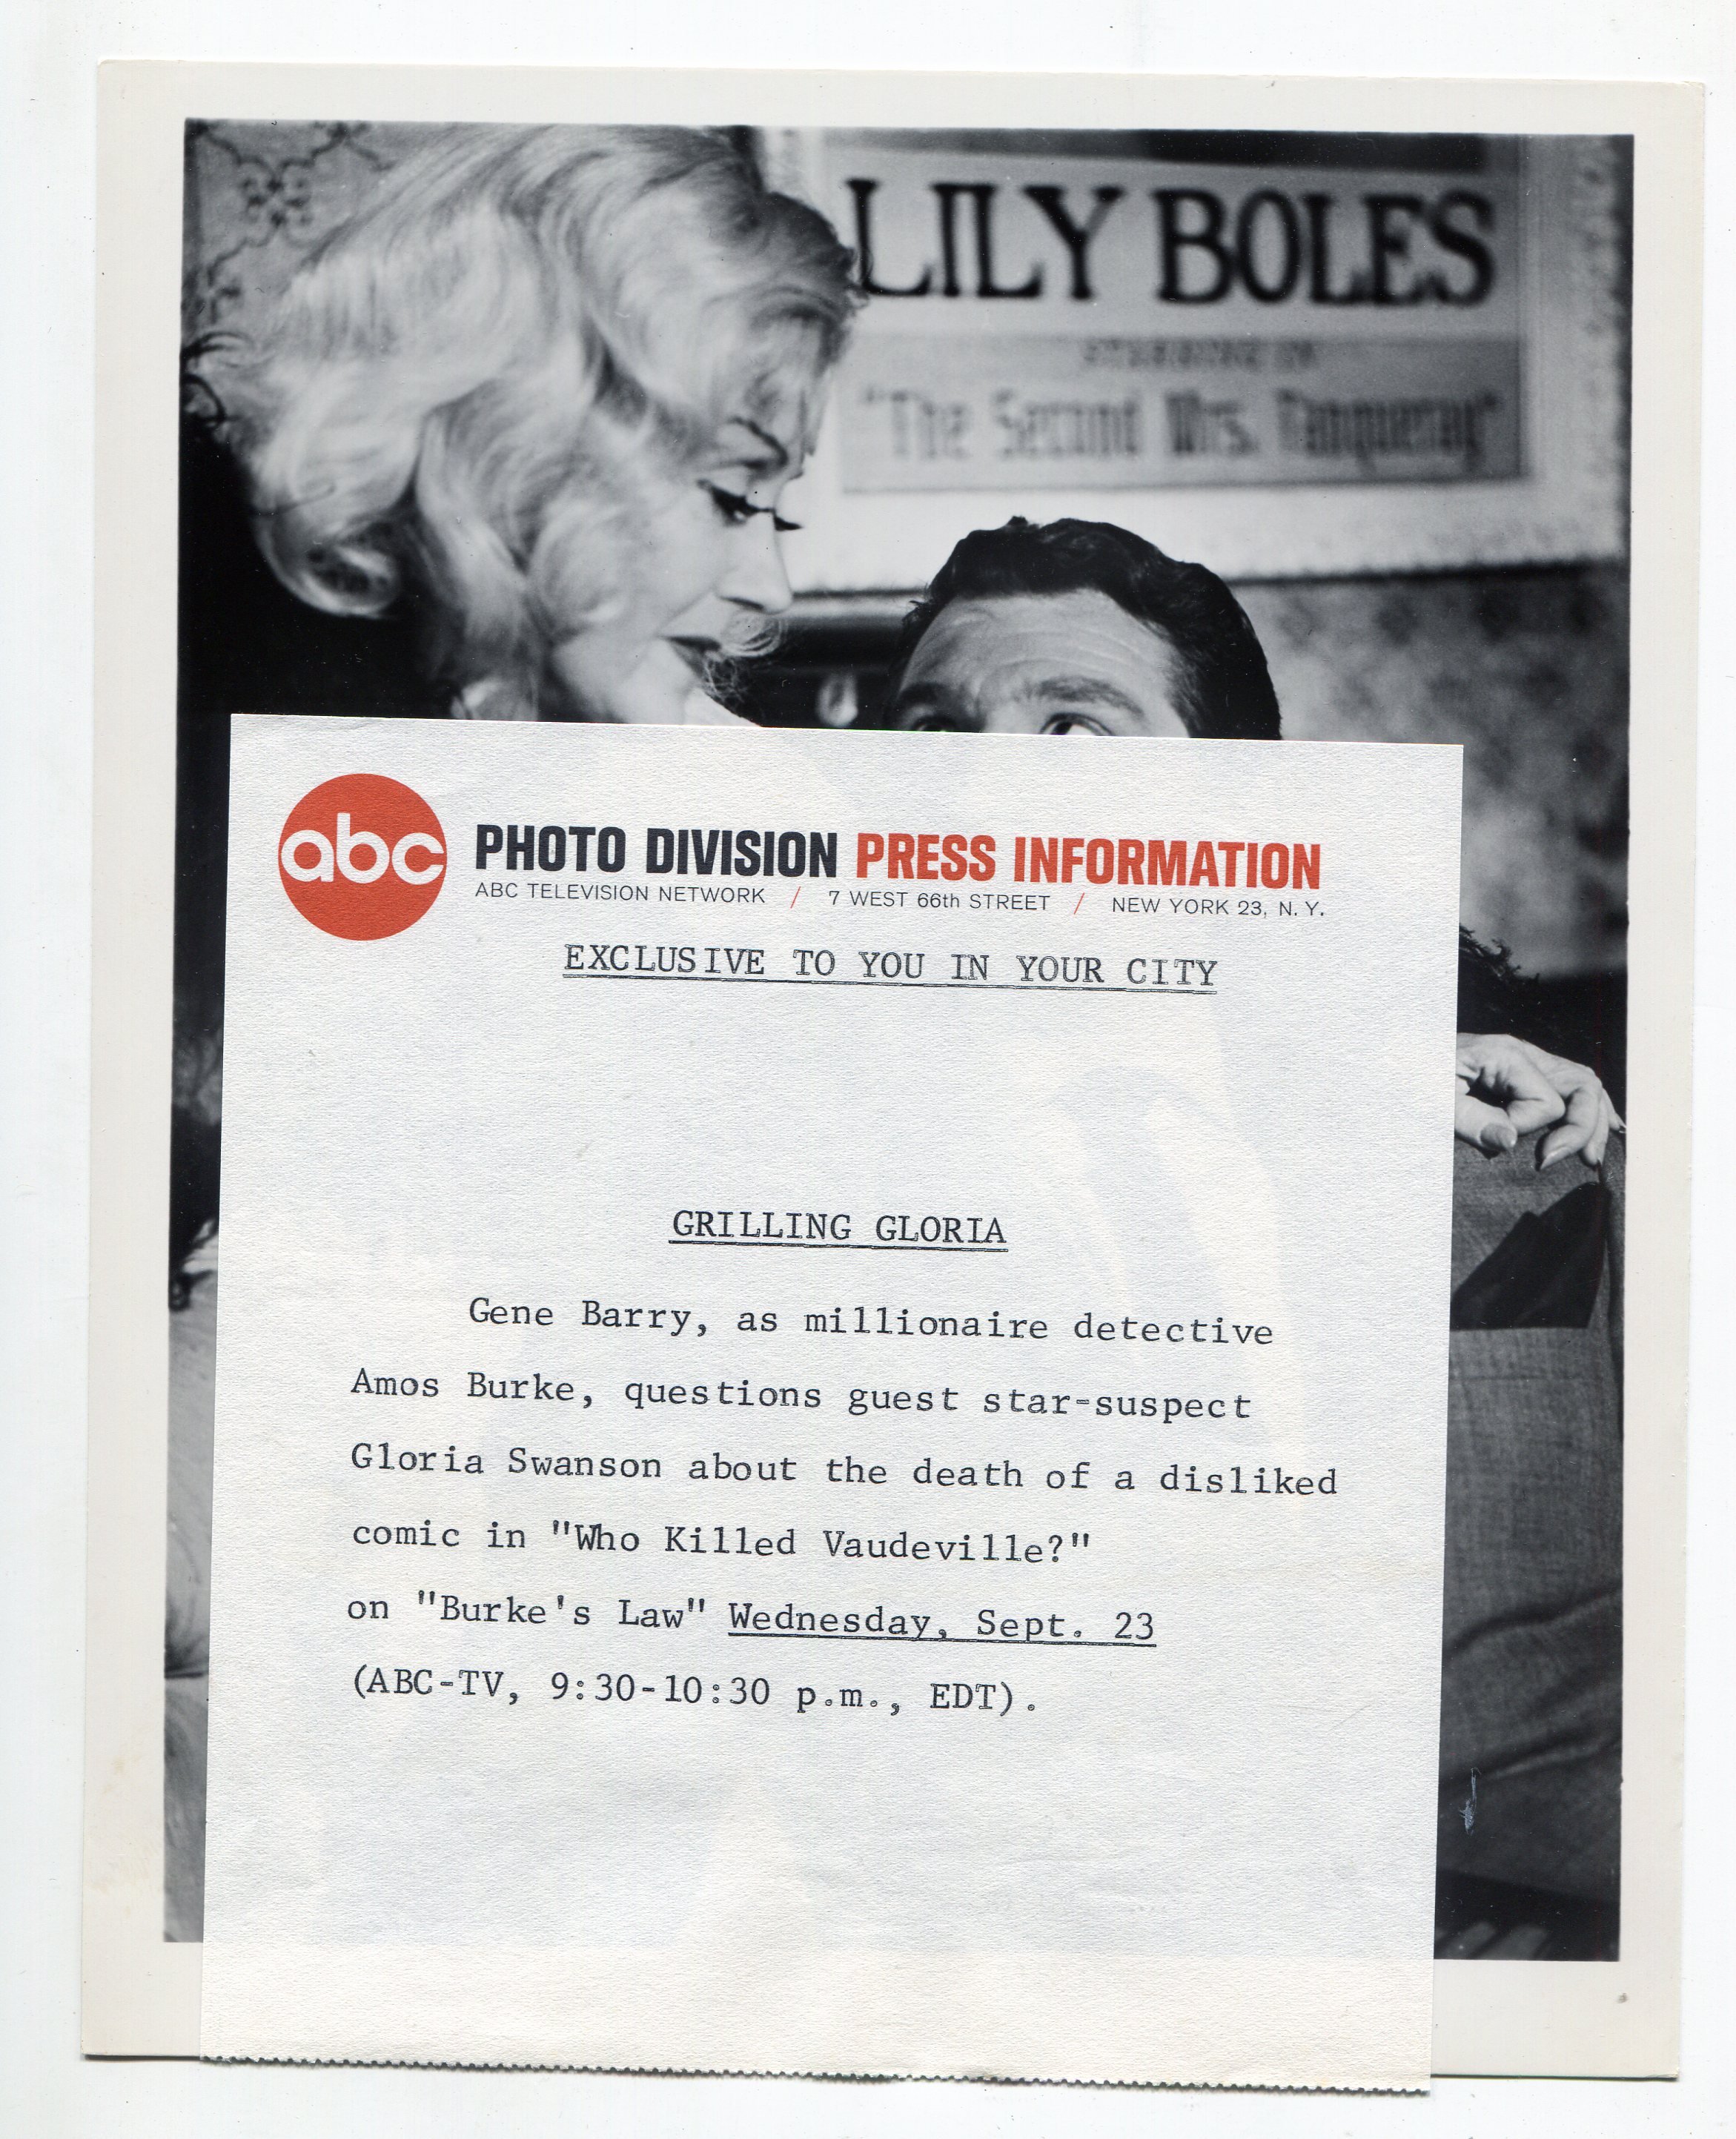 LILY BOLES
STARRING IN
"The Second Mrs. Tanqueray"
abc
PHOTO DIVISION PRESS INFORMATION
ABC TELEVISION NETWORK / 7 WEST 66th STREET / NEW YORK 23, N. Y.
EXCLUSIVE TO YOU IN YOUR CITY
GRILLING GLORIA
Gene Barry, as millionaire detective
Amos Burke, questions guest star-suspect
Gloria Swanson about the death of a disliked
comic in "Who Killed Vaudeville?"
on "Burke's Law" Wednesday, Sept. 23
(ABC-TV, 9:30-10:30 p.m., EDT).